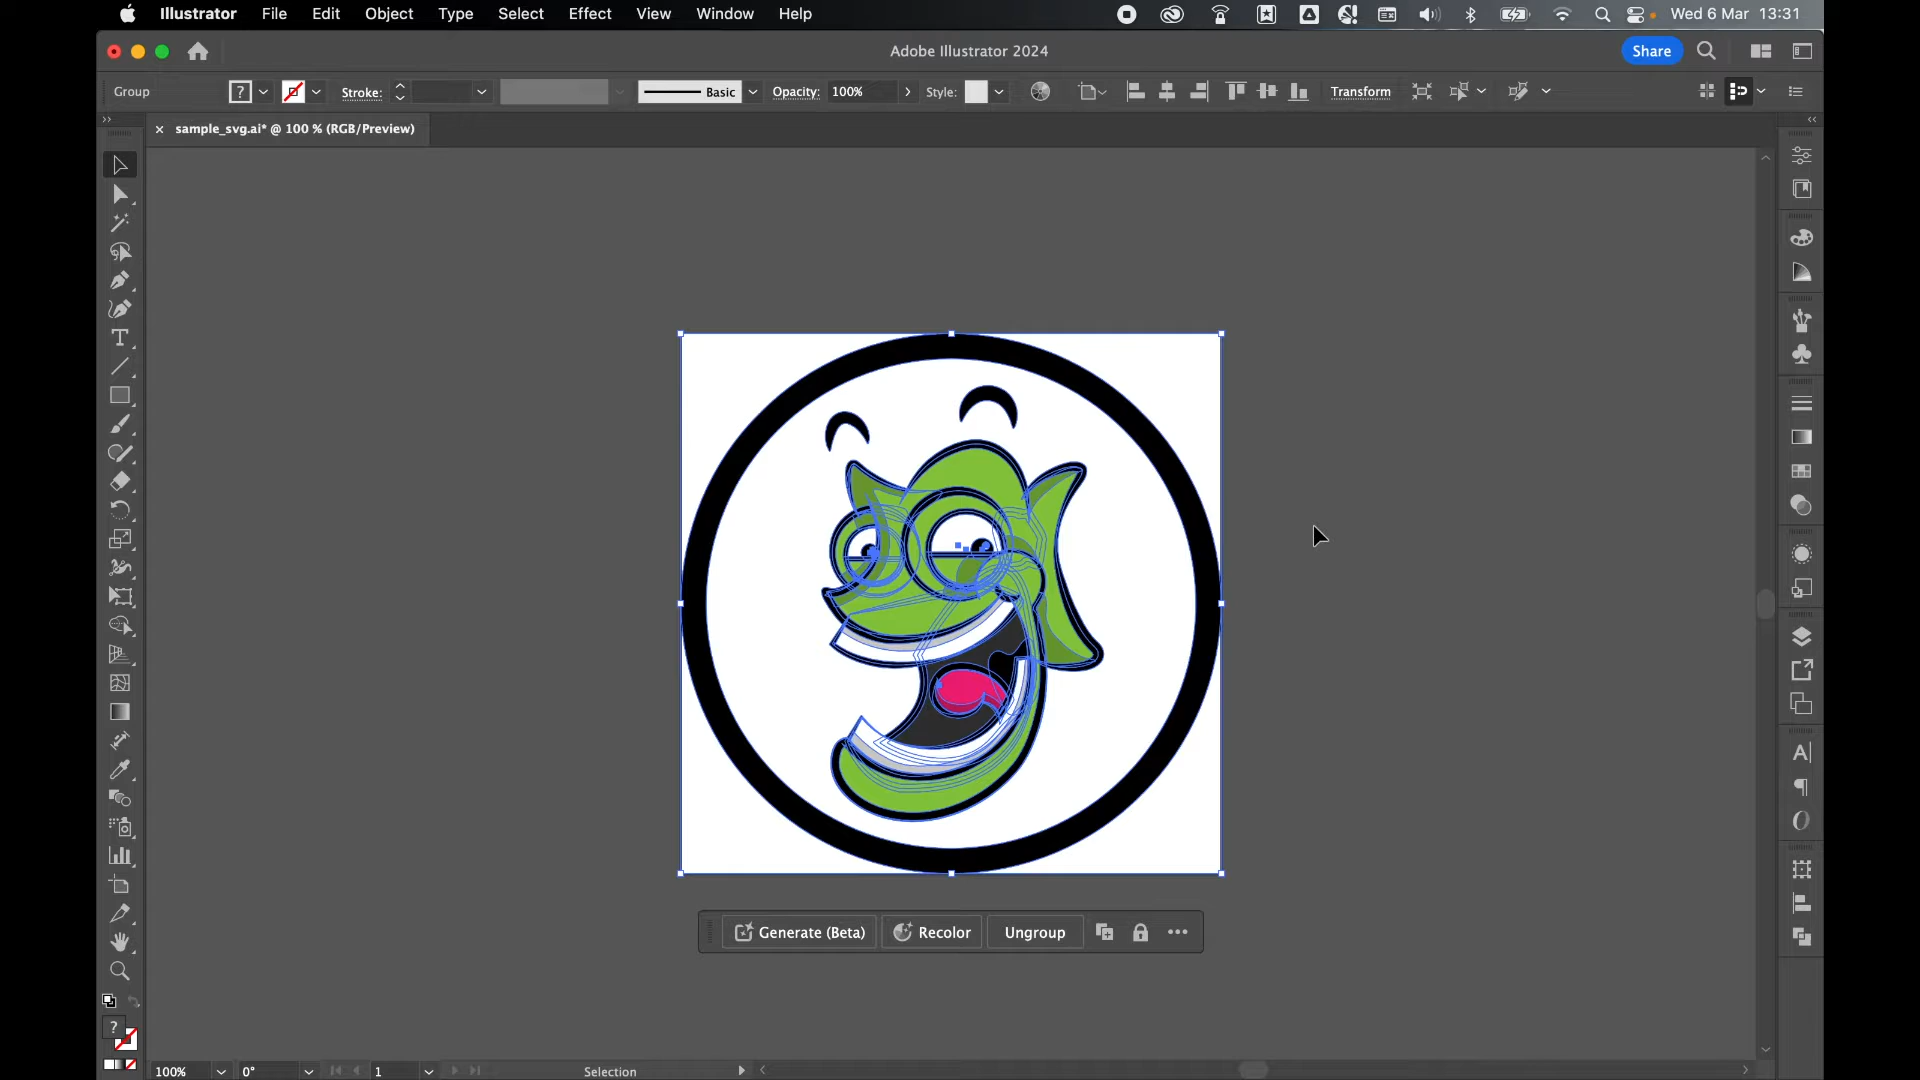 Illustrator File Edit Object Type Select Effect View Window Help Wed 6 Mar 13:31
Adobe Illustrator 2024 Share
Group ? Stroke: Basic Opacity: 100% Style: Transform
× sample_svg.ai* @ 100 % (RGB/Preview)
Generate (Beta) Recolor Ungroup
?
100% 0° 1 Selection